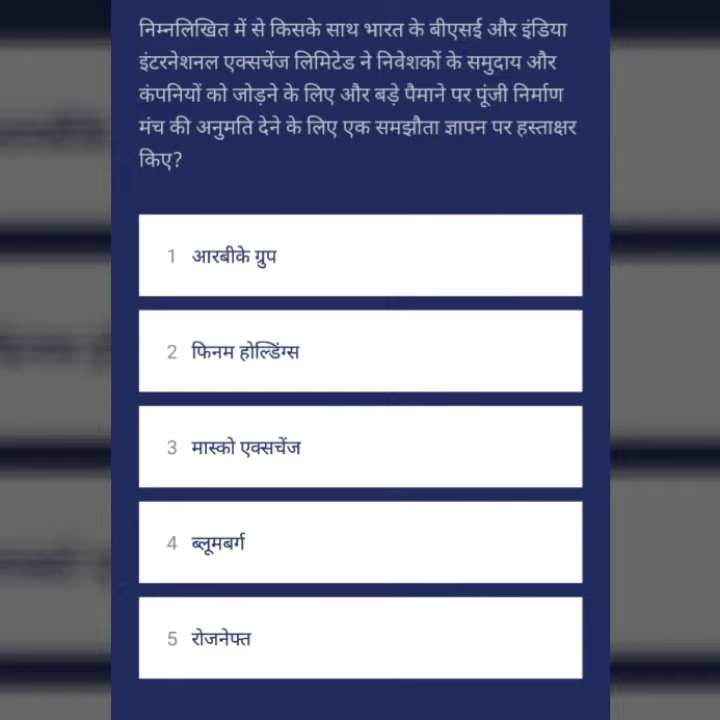 निम्नलिखित में से किसके साथ भारत के बीएसई और इंडिया
इंटरनेशनल एक्सचेंज लिमिटेड ने निवेशकों के समुदाय और
कंपनियों को जोड़ने के लिए और बड़े पैमाने पर पूंजी निर्माण
मंच की अनुमति देने के लिए एक समझौता ज्ञापन पर हस्ताक्षर
किए?
1 आरबीके ग्रुप
2 फिनम होल्डिंग्स
3 मास्को एक्सचेंज
4 ब्लूमबर्ग
5 रोजनेफ्त